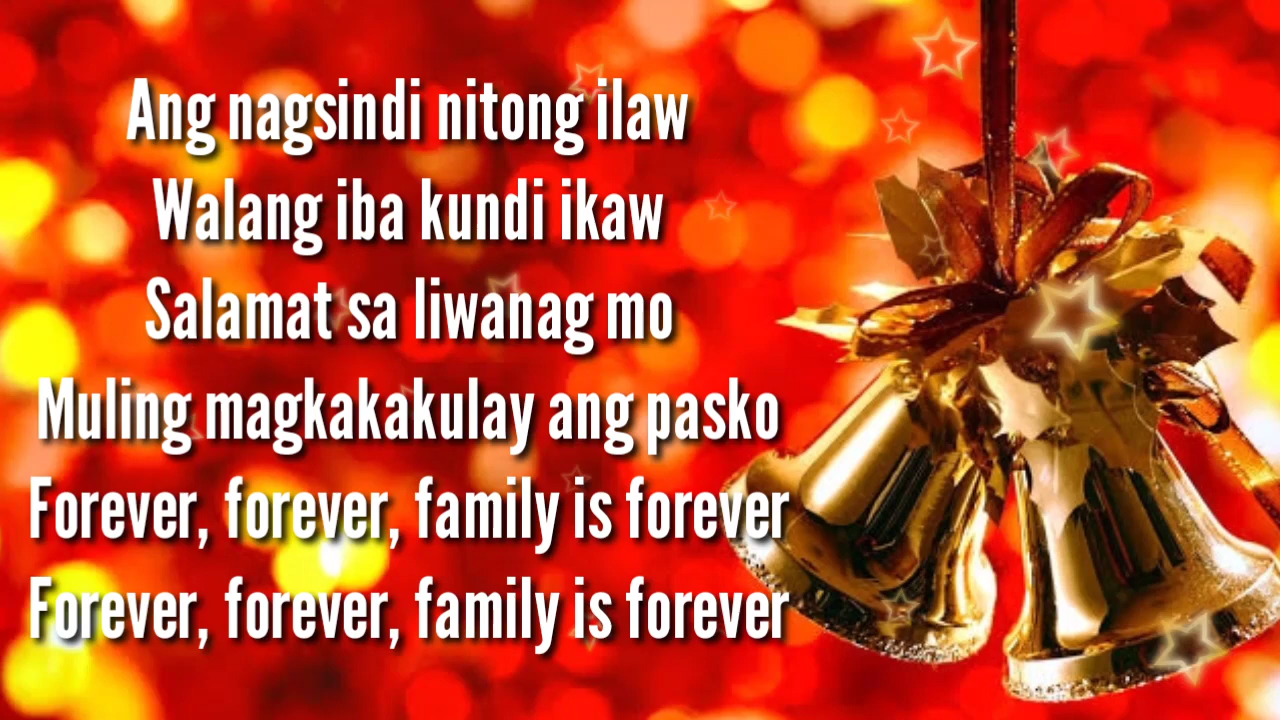 Ang nagsindi nitong ilaw
Walang iba kundi ikaw
Salamat sa liwanag mo
Muling magkakakulay ang pasko
Forever, forever, family is forever
Forever, forever, family is forever